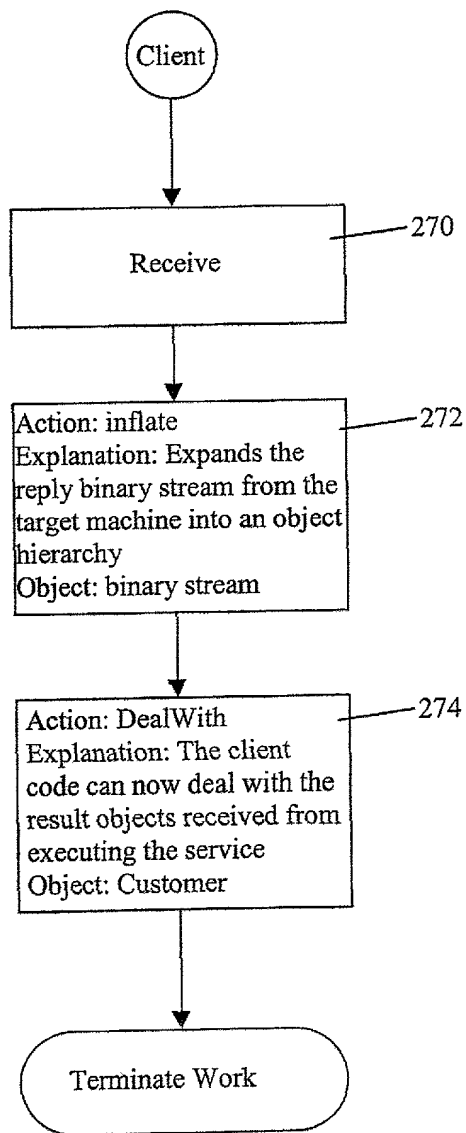 Client
Receive
270
Action: inflate
Explanation: Expands the
reply binary stream from the
target machine into an object
hierarchy
Object: binary stream
272
Action: DealWith
Explanation: The client
code can now deal with the
result objects received from
executing the service
Object: Customer
274
Terminate Work